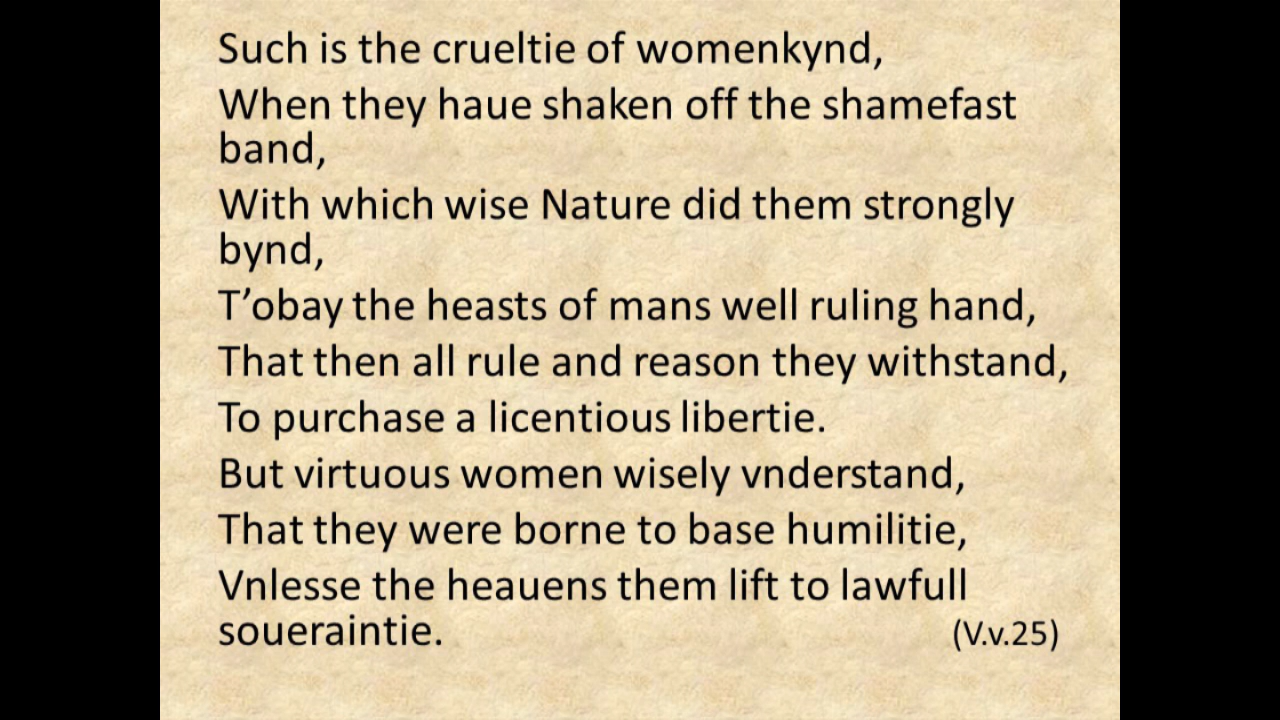 Such is the crueltie of womenkynd,
When they haue shaken off the shamefast
band,
With which wise Nature did them strongly
bynd,
T’obay the heasts of mans well ruling hand,
That then all rule and reason they withstand,
To purchase a licentious libertie.
But virtuous women wisely vnderstand,
That they were borne to base humilitie,
Vnlesse the heauens them lift to lawfull
soueraintie. (V.v.25)